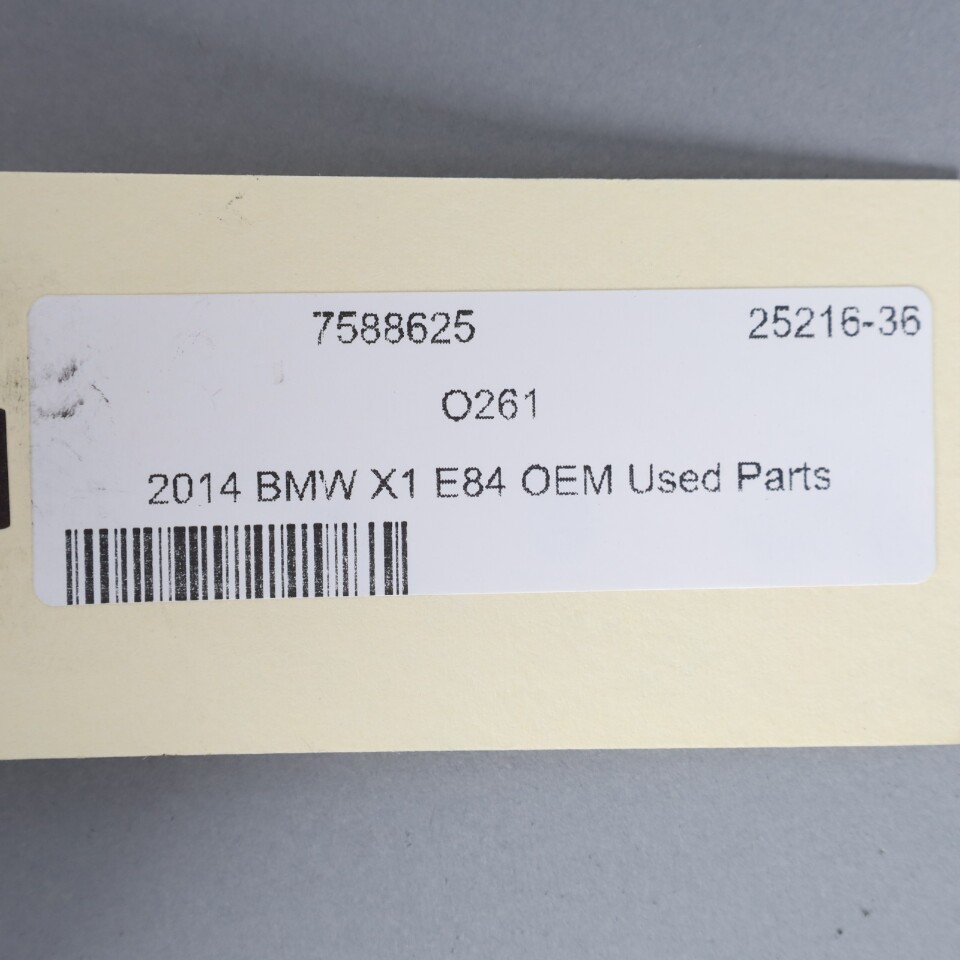 7588625 25216-36
O261
2014 BMW X1 E84 OEM Used Parts